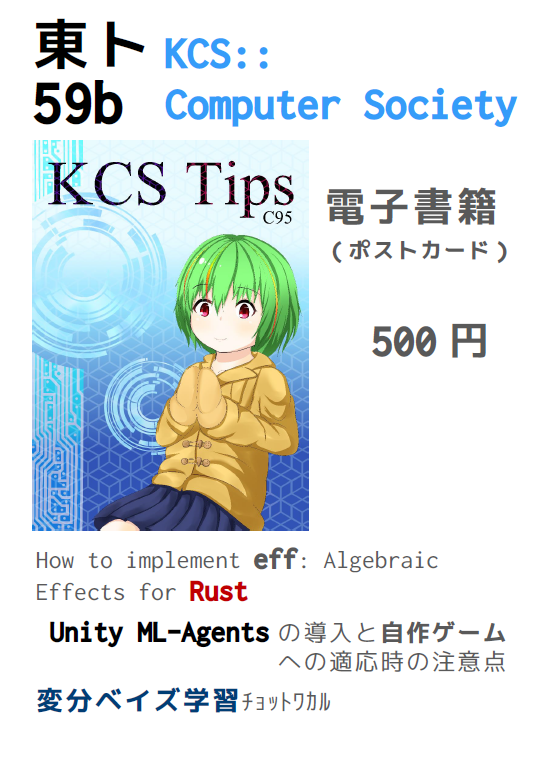 東ト
59b
KCS::
Computer Society
KCS Tips
C95
電子書籍
(ポストカード)
500 円
How to implement eff: Algebraic
Effects for Rust
Unity ML-Agents の導入と自作ゲーム
への適応時の注意点
変分ベイズ学習ﾁｮｯﾄﾜｶﾙ